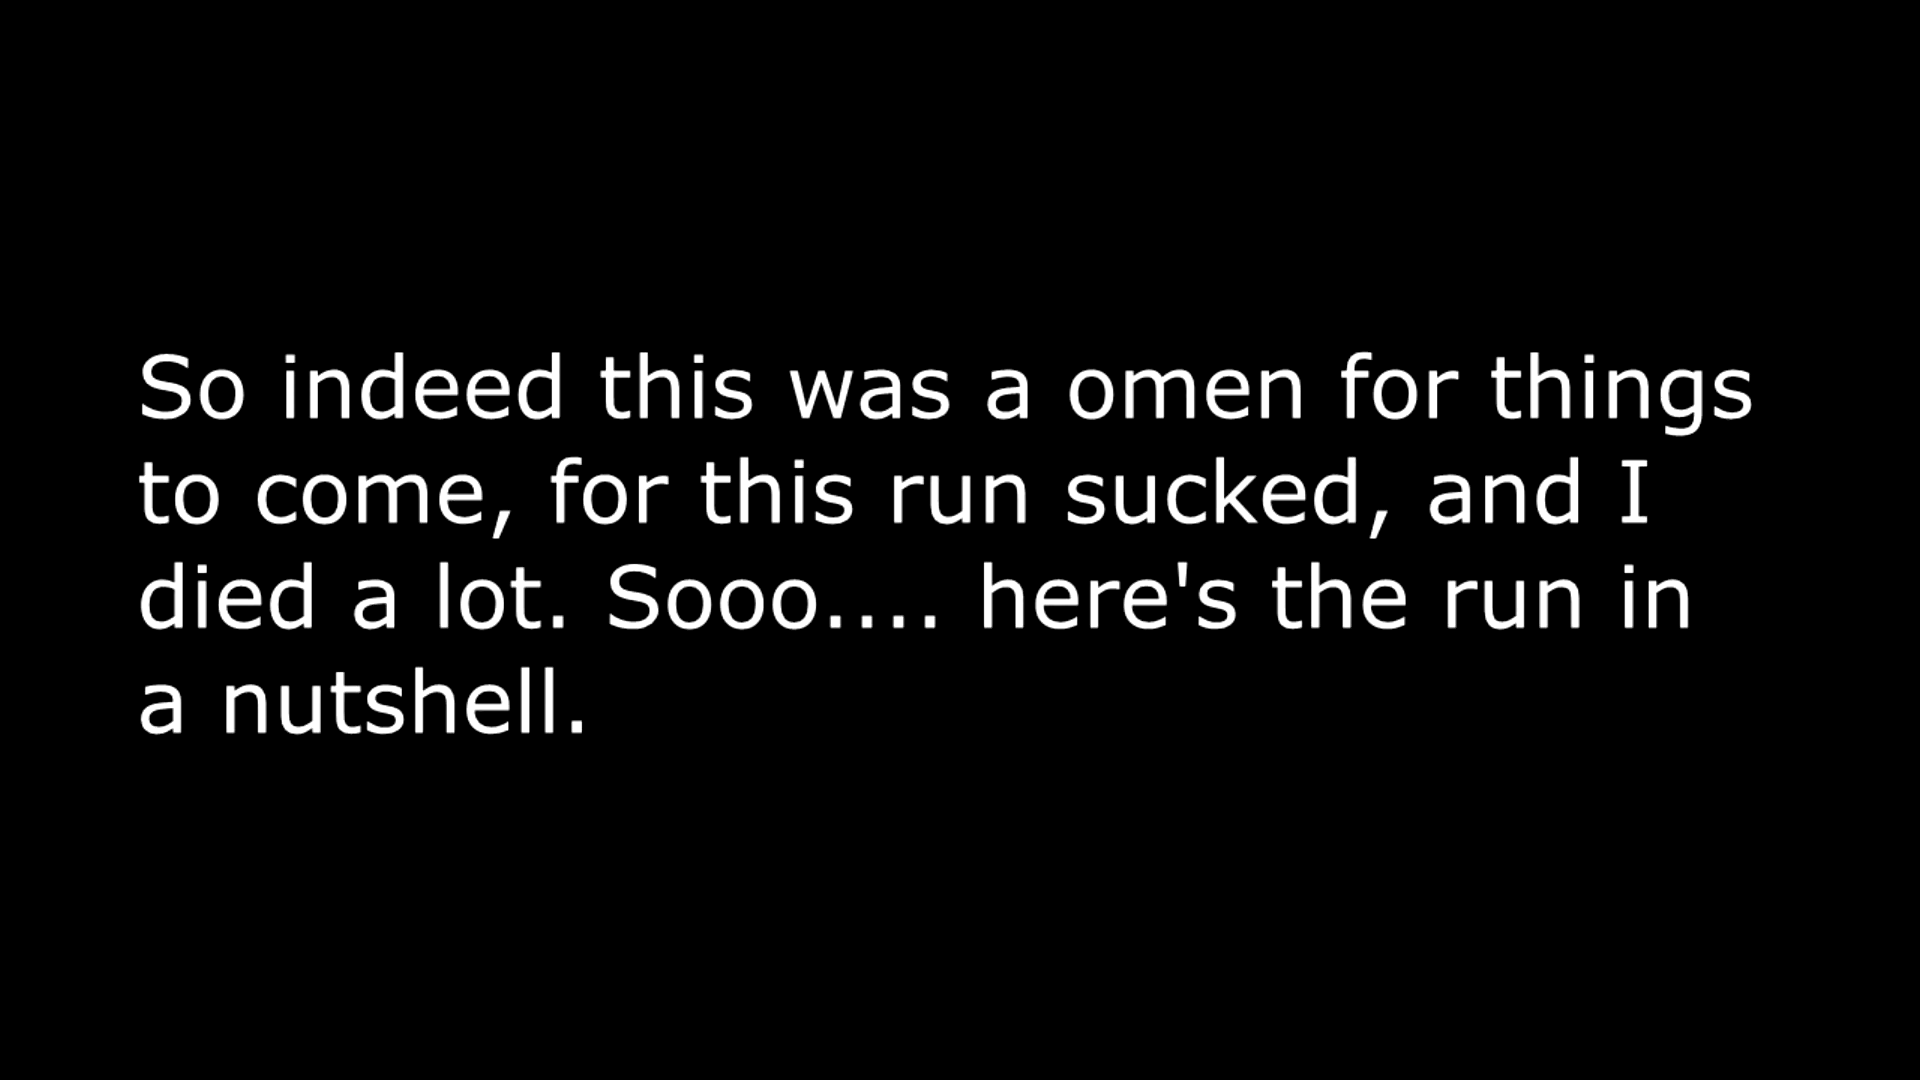 So indeed this was a omen for things
to come, for this run sucked, and I
died a lot. Sooo.... here's the run in
a nutshell.